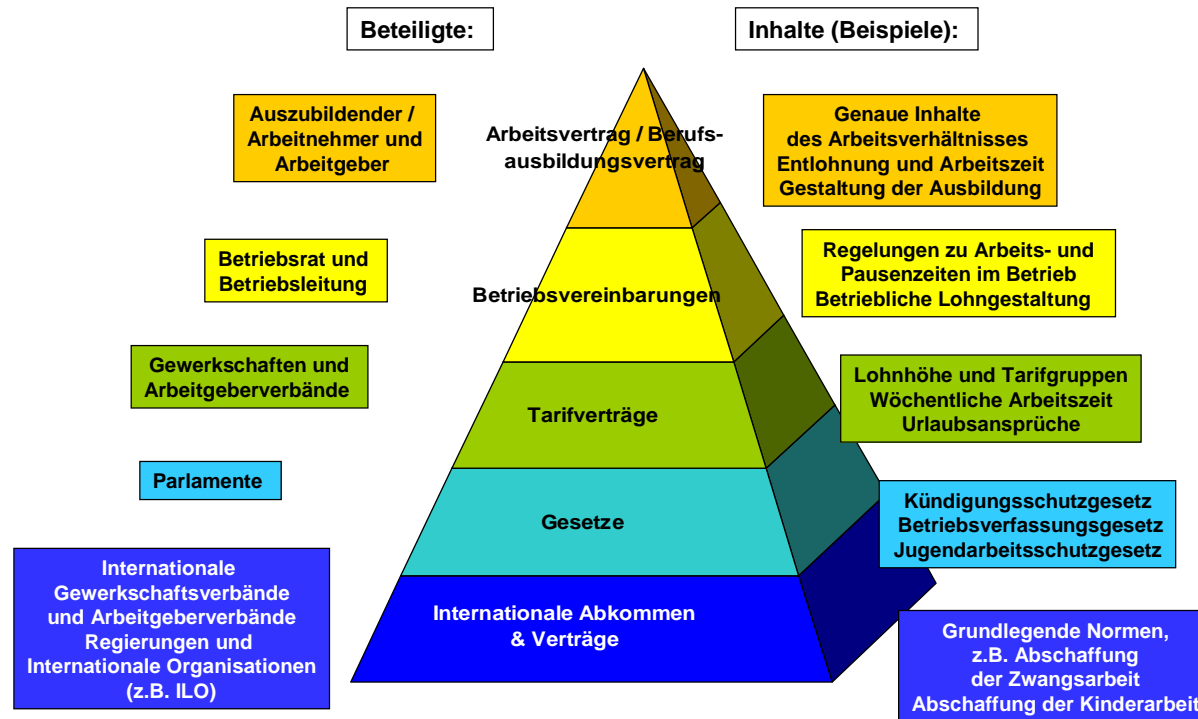 Beteiligte:
Inhalte (Beispiele):
Auszubildender /
Arbeitnehmer und
Arbeitgeber
Arbeitsvertrag / Berufs-
ausbildungsvertrag
Genaue Inhalte
des Arbeitsverhältnisses
Entlohnung und Arbeitszeit
Gestaltung der Ausbildung
Betriebsrat und
Betriebsleitung
Betriebsvereinbarungen
Regelungen zu Arbeits- und
Pausenzeiten im Betrieb
Betriebliche Lohngestaltung
Gewerkschaften und
Arbeitgeberverbände
Tarifverträge
Lohnhöhe und Tarifgruppen
Wöchentliche Arbeitszeit
Urlaubsansprüche
Parlamente
Gesetze
Kündigungsschutzgesetz
Betriebsverfassungsgesetz
Jugendarbeitsschutzgesetz
Internationale
Gewerkschaftsverbände
und Arbeitgeberverbände
Regierungen und
Internationale Organisationen
(z.B. ILO)
Internationale Abkommen
& Verträge
Grundlegende Normen,
z.B. Abschaffung
der Zwangsarbeit
Abschaffung der Kinderarbeit